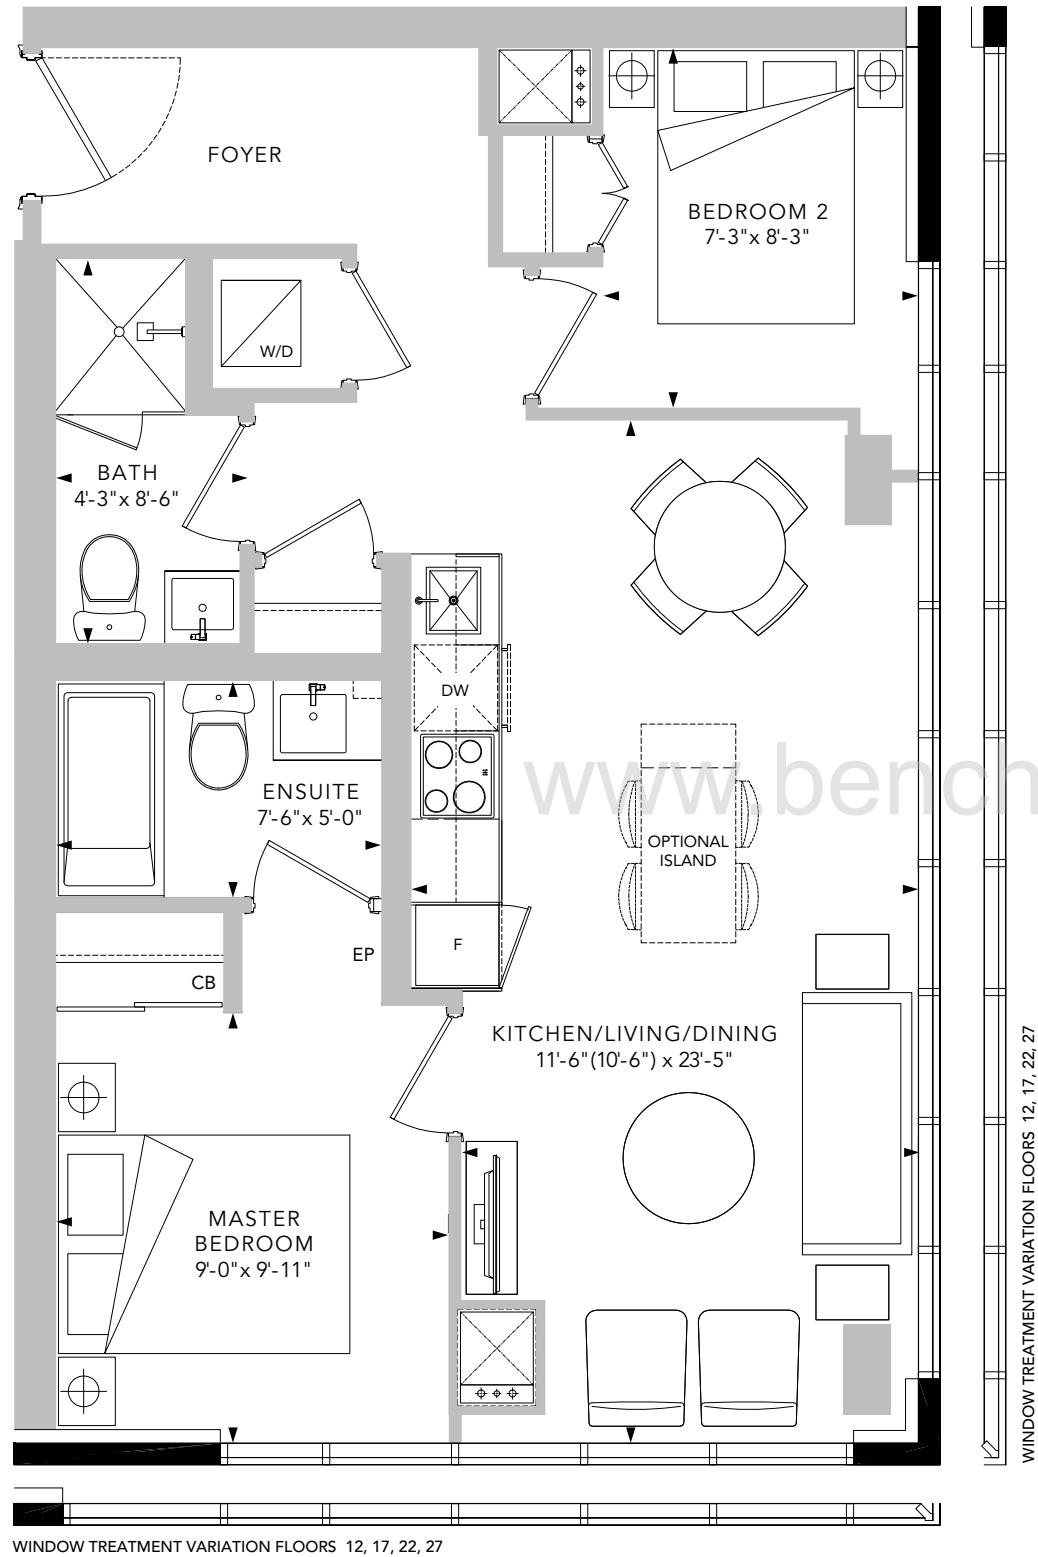 FOYER
BEDROOM 2
7'-3"x 8'-3"
W/D
BATH
4'-3"x 8'-6"
DW
www.bench
ENSUITE
7'-6"x 5'-0"
OPTIONAL
ISLAND
EP
F
CB
KITCHEN/LIVING/DINING
11'-6"(10'-6") x 23'-5"
MASTER
BEDROOM
9'-0"x 9'-11"
WINDOW TREATMENT VARIATION FLOORS 12, 17, 22, 27
WINDOW TREATMENT VARIATION FLOORS 12, 17, 22, 27